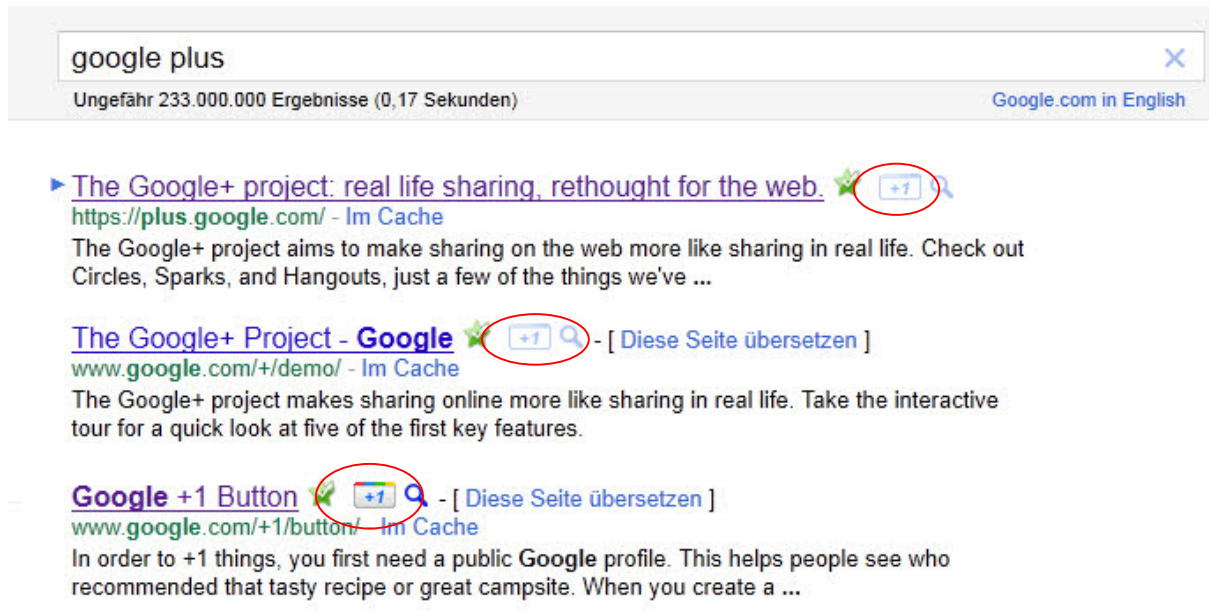 google plus
Ungefähr 233.000.000 Ergebnisse (0,17 Sekunden) Google.com in English
The Google+ project: real life sharing, rethought for the web. +1
https://plus.google.com/ - Im Cache
The Google+ project aims to make sharing on the web more like sharing in real life. Check out
Circles, Sparks, and Hangouts, just a few of the things we've ...
The Google+ Project - Google +1 - [ Diese Seite übersetzen ]
www.google.com/+/demo/ - Im Cache
The Google+ project makes sharing online more like sharing in real life. Take the interactive
tour for a quick look at five of the first key features.
Google +1 Button +1 - [ Diese Seite übersetzen ]
www.google.com/+1/button/ - Im Cache
In order to +1 things, you first need a public Google profile. This helps people see who
recommended that tasty recipe or great campsite. When you create a ...